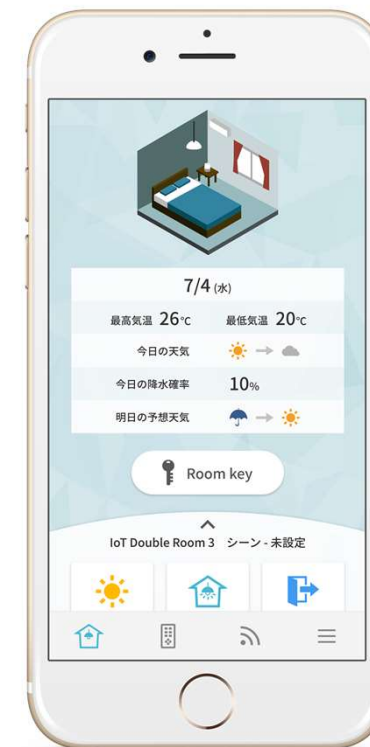 7/4 (水)
最高気温 26℃ 最低気温 20℃
今日の天気
今日の降水確率 10%
明日の予想天気
Room key
IoT Double Room 3 シーン - 未設定